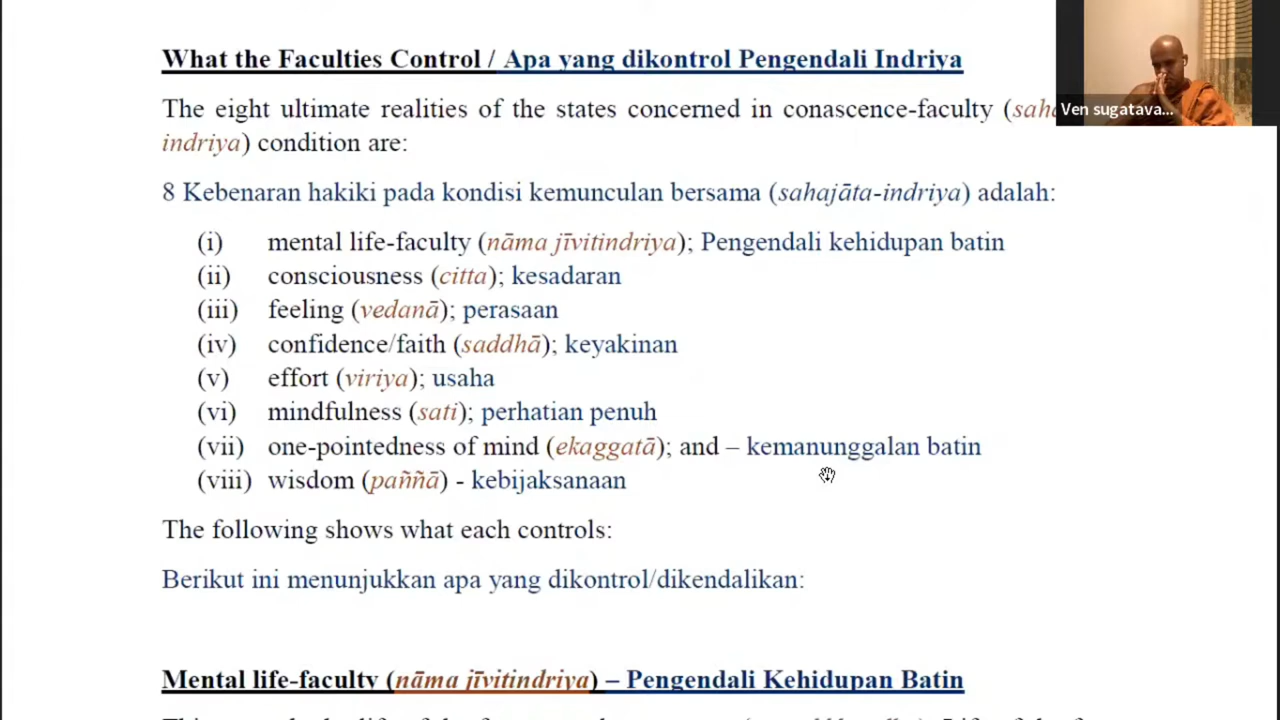 What the Faculties Control / Apa yang dikontrol Pengendali Indriya
The eight ultimate realities of the states concerned in conascence-faculty
indriya) condition are:
8 Kebenaran hakiki pada kondisi kemunculan bersama (sahajāta-indriya) adalah:
(i) mental life-faculty (nāma jīvitindriya); Pengendali kehidupan batin
(ii) consciousness (citta); kesadaran
(iii) feeling (vedanā); perasaan
(iv) confidence/faith (saddhā); keyakinan
(v) effort (viriya); usaha
(vi) mindfulness (sati); perhatian penuh
(vii) one-pointedness of mind (ekaggatā); and – kemanunggalan batin
(viii) wisdom (paññā) - kebijaksanaan
The following shows what each controls:
Berikut ini menunjukkan apa yang dikontrol/dikendalikan:
Mental life-faculty (nāma jīvitindriya) – Pengendali Kehidupan Batin
Ven sugatava...